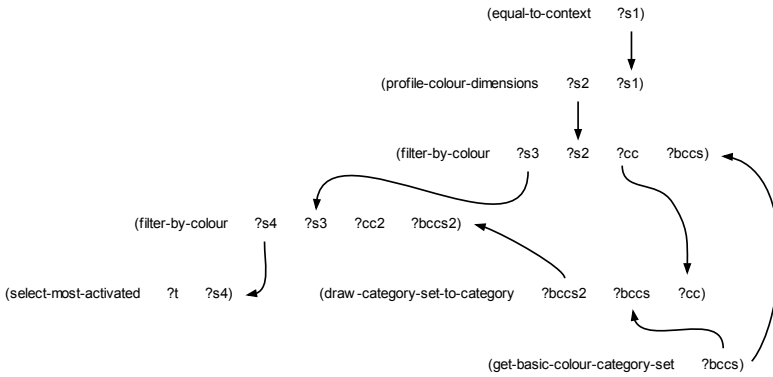 (equal-to-context ?s1)
(profile-colour-dimensions ?s2 ?s1)
(filter-by-colour ?s3 ?s2 ?cc ?bccs)
(filter-by-colour ?s4 ?s3 ?cc2 ?bccs2)
(select-most-activated ?t ?s4) (draw-category-set-to-category ?bccs2 ?bccs ?cc)
(get-basic-colour-category-set ?bccs)